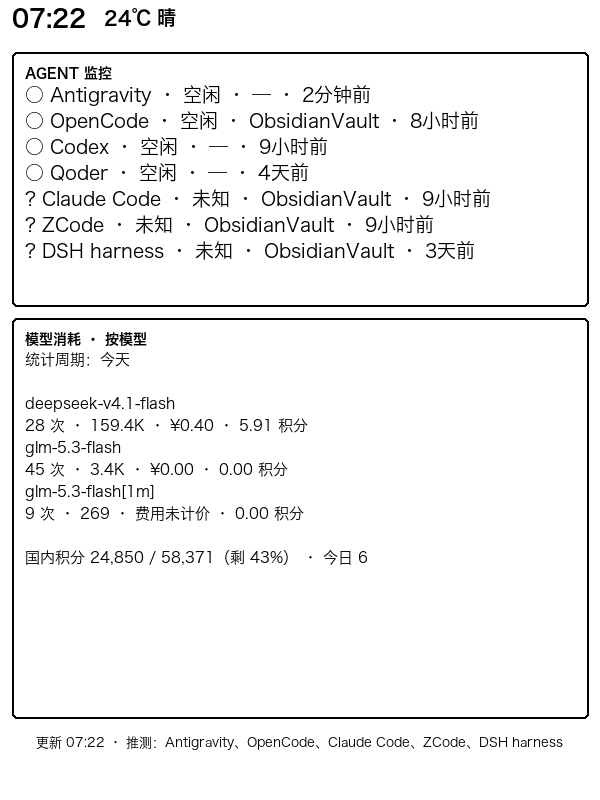 07:22 24℃ 晴
AGENT 监控
○ Antigravity · 空闲 · — · 2分钟前
○ OpenCode · 空闲 · ObsidianVault · 8小时前
○ Codex · 空闲 · — · 9小时前
○ Qoder · 空闲 · — · 4天前
? Claude Code · 未知 · ObsidianVault · 9小时前
? ZCode · 未知 · ObsidianVault · 9小时前
? DSH harness · 未知 · ObsidianVault · 3天前
模型消耗 · 按模型
统计周期：今天
deepseek-v4.1-flash
28 次 · 159.4K · ¥0.40 · 5.91 积分
glm-5.3-flash
45 次 · 3.4K · ¥0.00 · 0.00 积分
glm-5.3-flash[1m]
9 次 · 269 · 费用未计价 · 0.00 积分
国内积分 24,850 / 58,371（剩 43%） · 今日 6
更新 07:22 · 推测：Antigravity、OpenCode、Claude Code、ZCode、DSH harness